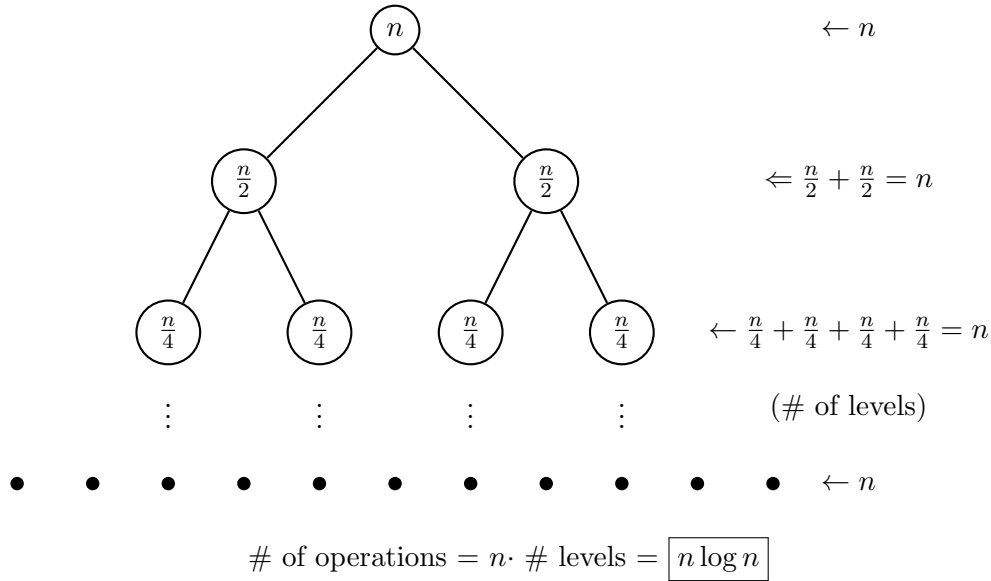 n ← n
n/2 n/2 ⇐ n/2 + n/2 = n
n/4 n/4 n/4 n/4 ← n/4 + n/4 + n/4 + n/4 = n
⋮ ⋮ ⋮ ⋮ (# of levels)
← n
# of operations = n· # levels = n log n